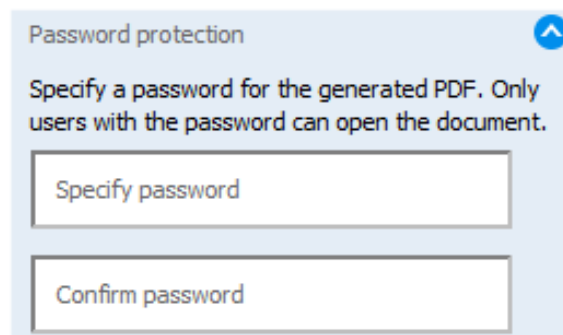 Password protection
Specify a password for the generated PDF. Only
users with the password can open the document.
Specify password
Confirm password